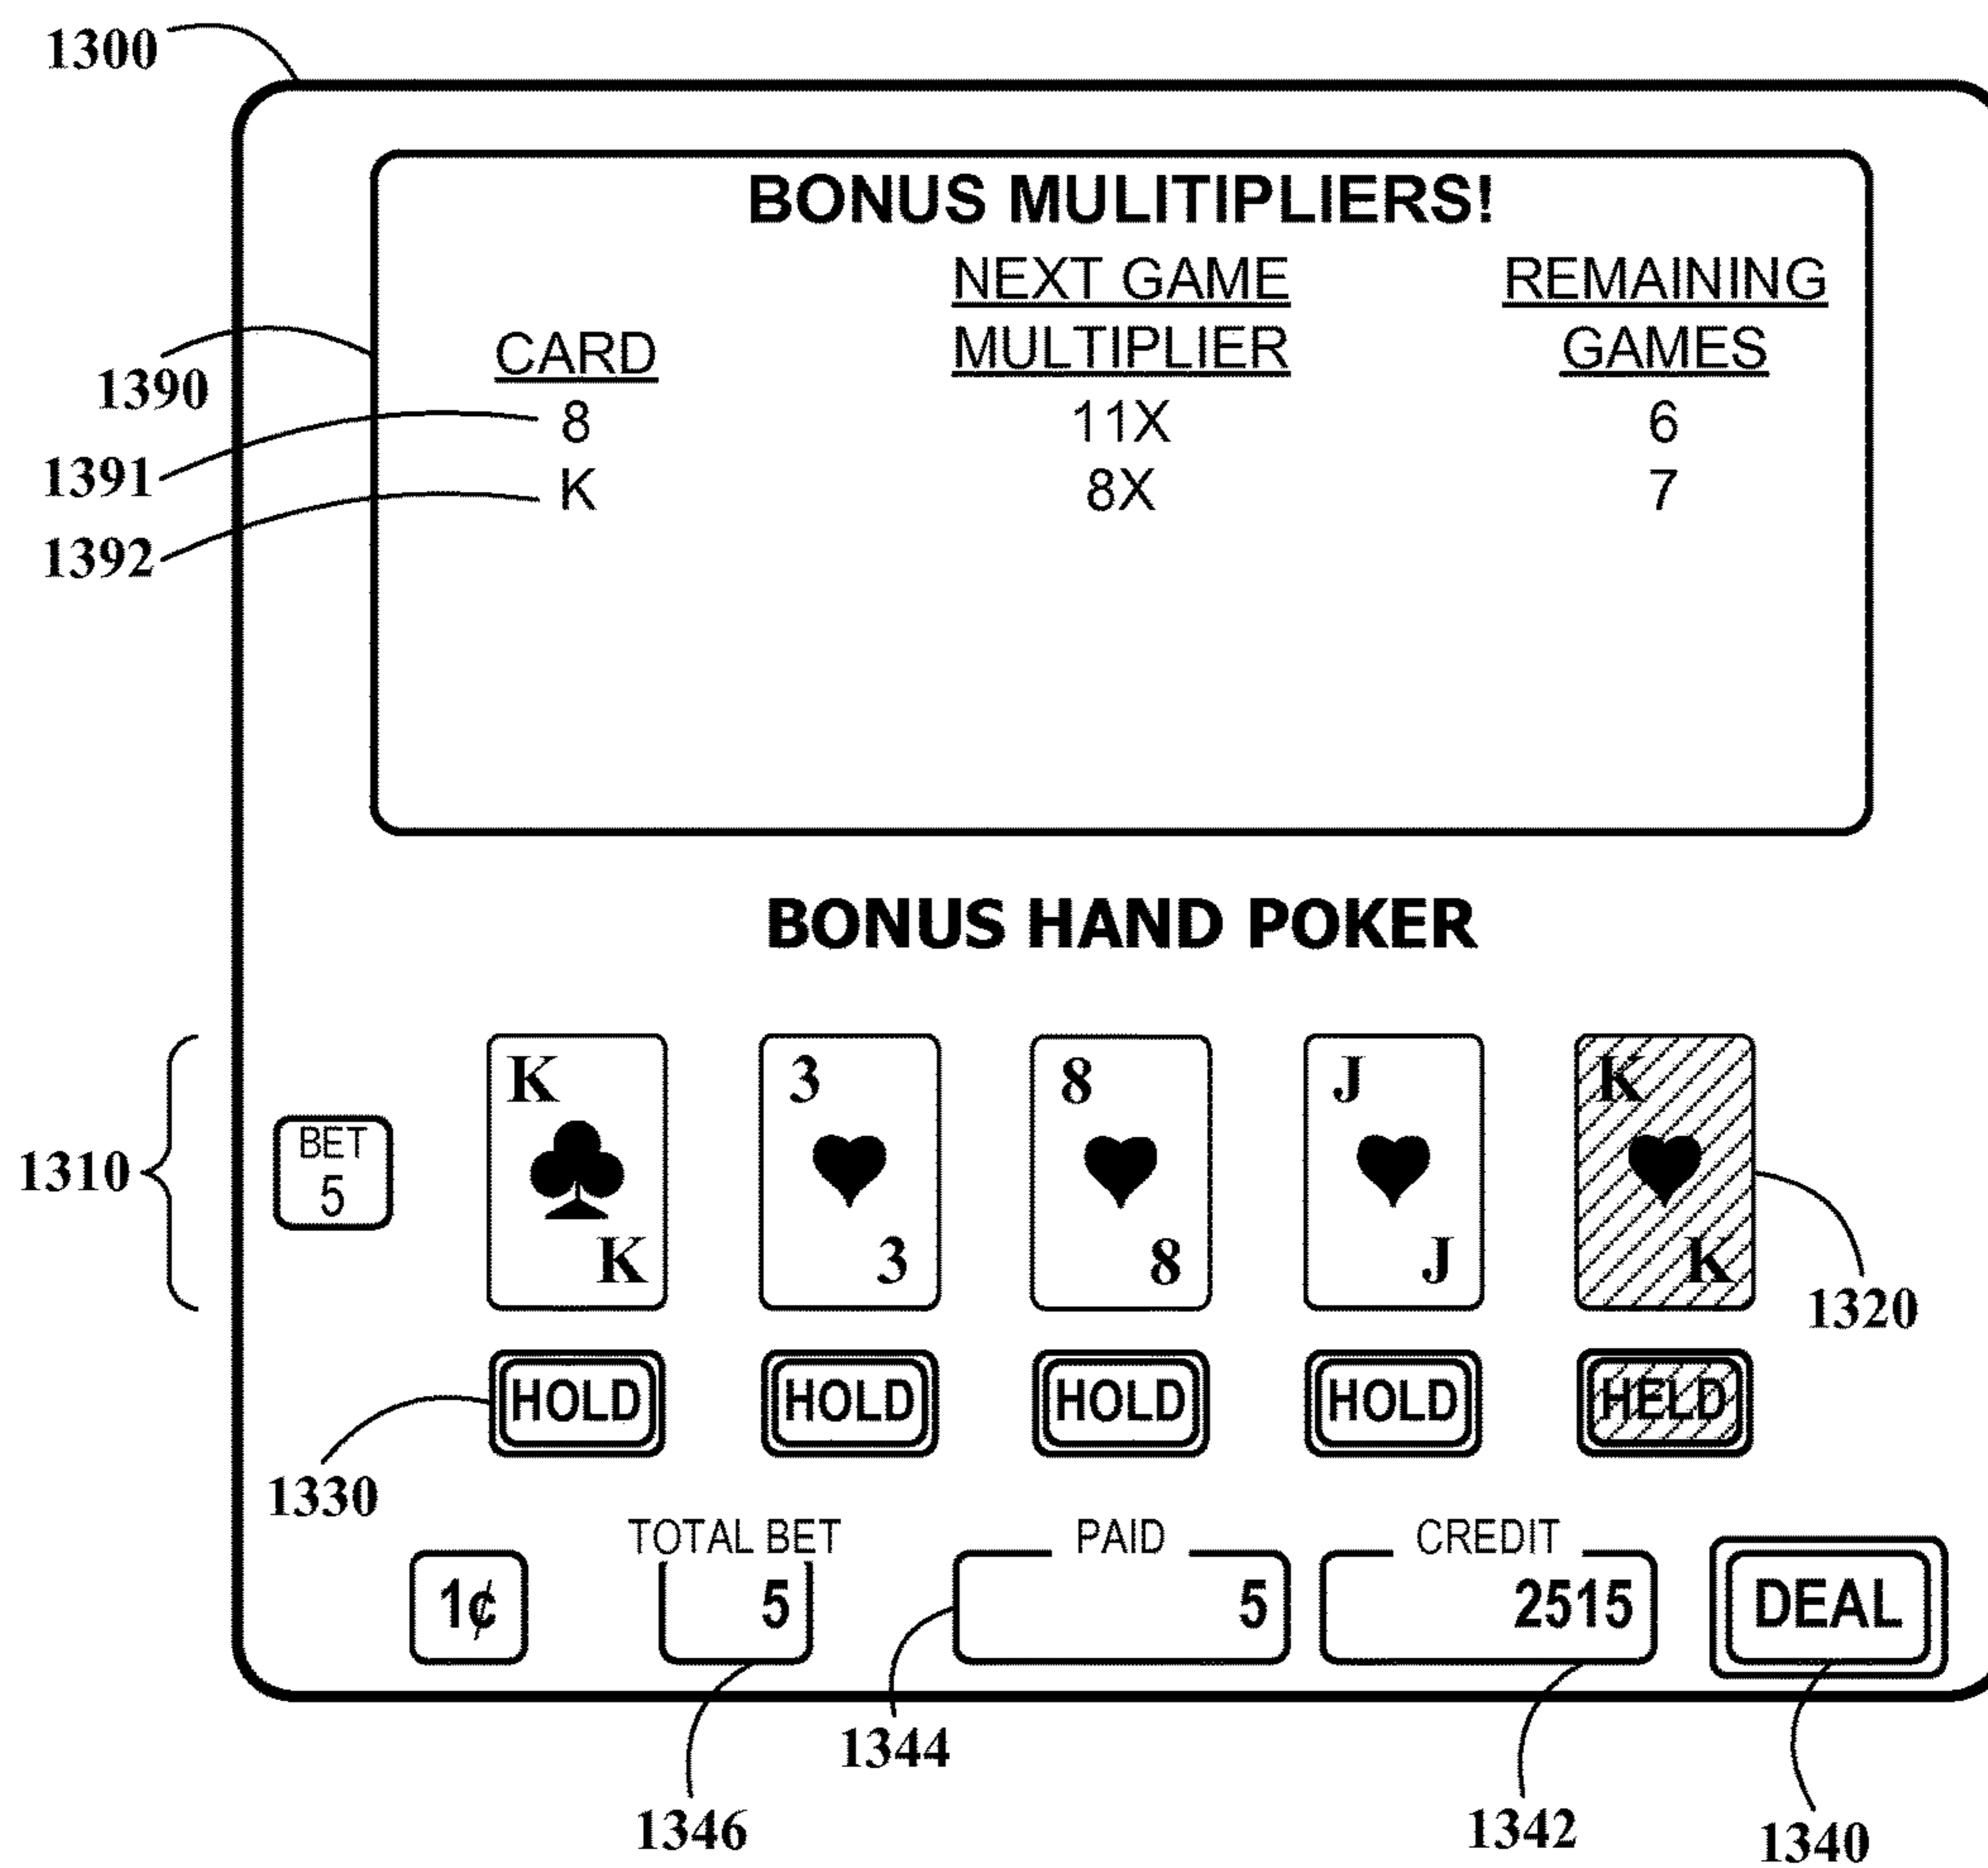 1300
BONUS MULITIPLIERS!
NEXT GAME REMAINING
CARD MULTIPLIER GAMES
1390
8 11X 6
1391
K 8X 7
1392
BONUS HAND POKER
K 3 8 J K
BET
5
1310
K 3 8 J K
1320
HOLD HOLD HOLD HOLD HELD
1330
TOTAL BET PAID CREDIT
1¢ 5 5 2515 DEAL
1344
1346 1342 1340